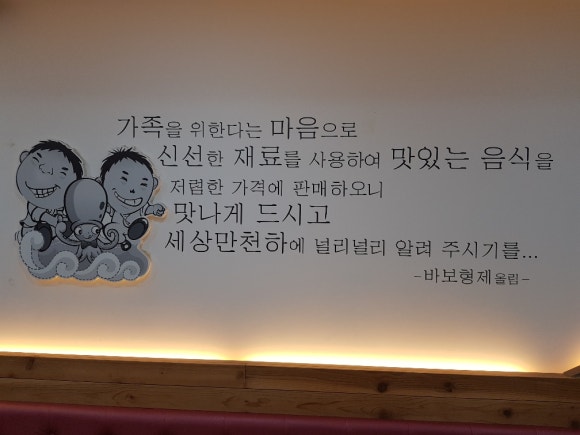 가족을 위한다는 마음으로
신선한 재료를 사용하여 맛있는 음식을
저렴한 가격에 판매하오니
맛나게 드시고
세상만천하에 널리널리 알려 주시기를...
-바보형제올림-